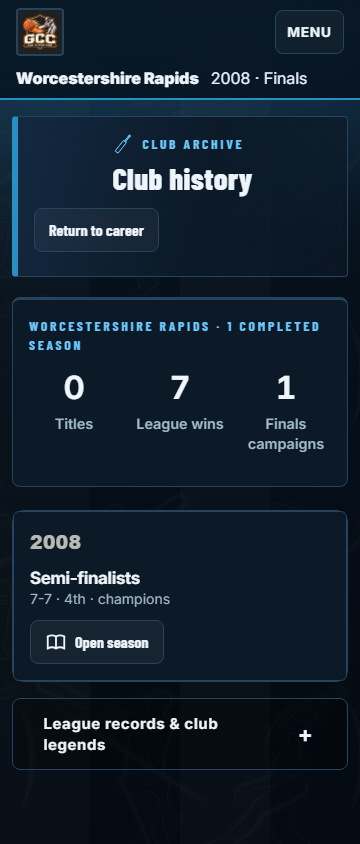 GCC
MENU
Worcestershire Rapids 2008 · Finals
CLUB ARCHIVE
Club history
Return to career
WORCESTERSHIRE RAPIDS · 1 COMPLETED
SEASON
0 7 1
Titles League wins Finals
campaigns
2008
Semi-finalists
7-7 · 4th · champions
Open season
League records & club
legends
+